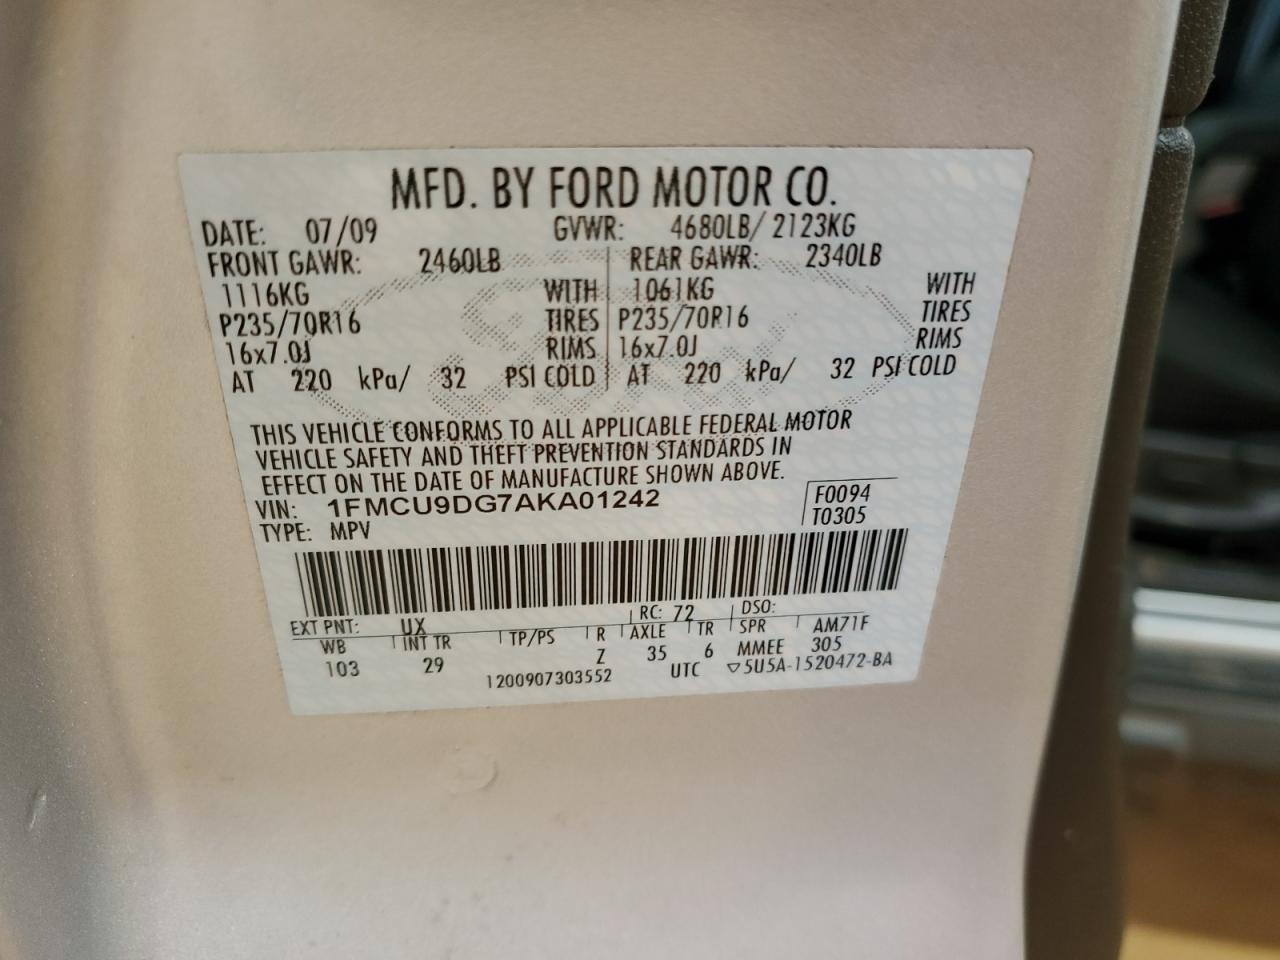 MFD. BY FORD MOTOR CO.
DATE: 07/09 GVWR: 4680LB/ 2123KG
FRONT GAWR: 2460LB REAR GAWR: 2340LB
1116KG WITH 1061KG WITH
P235/70R16 TIRES P235/70R16 TIRES
16x7.0J RIMS 16x7.0J RIMS
AT 220 kPa/ 32 PSI COLD AT 220 kPa/ 32 PSI COLD
THIS VEHICLE CONFORMS TO ALL APPLICABLE FEDERAL MOTOR
VEHICLE SAFETY AND THEFT PREVENTION STANDARDS IN
EFFECT ON THE DATE OF MANUFACTURE SHOWN ABOVE.
VIN: 1FMCU9DG7AKA01242 F0094
TYPE: MPV T0305
EXT PNT: UX RC: 72 DSO:
WB INT TR TP/PS R AXLE TR SPR AM71F
103 29 Z 35 6 MMEE 305
1200907303552 UTC ▽5U5A-1520472-BA